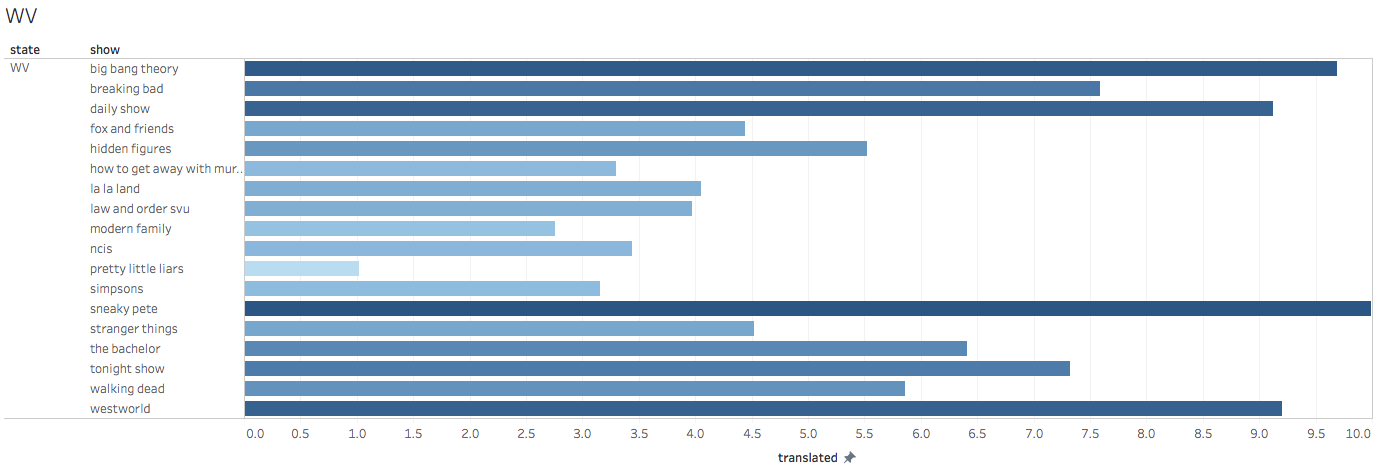 WV
state show
WV big bang theory
breaking bad
daily show
fox and friends
hidden figures
how to get away with mur..
la la land
law and order svu
modern family
ncis
pretty little liars
simpsons
sneaky pete
stranger things
the bachelor
tonight show
walking dead
westworld
0.0 0.5 1.0 1.5 2.0 2.5 3.0 3.5 4.0 4.5 5.0 5.5 6.0 6.5 7.0 7.5 8.0 8.5 9.0 9.5 10.0
translated